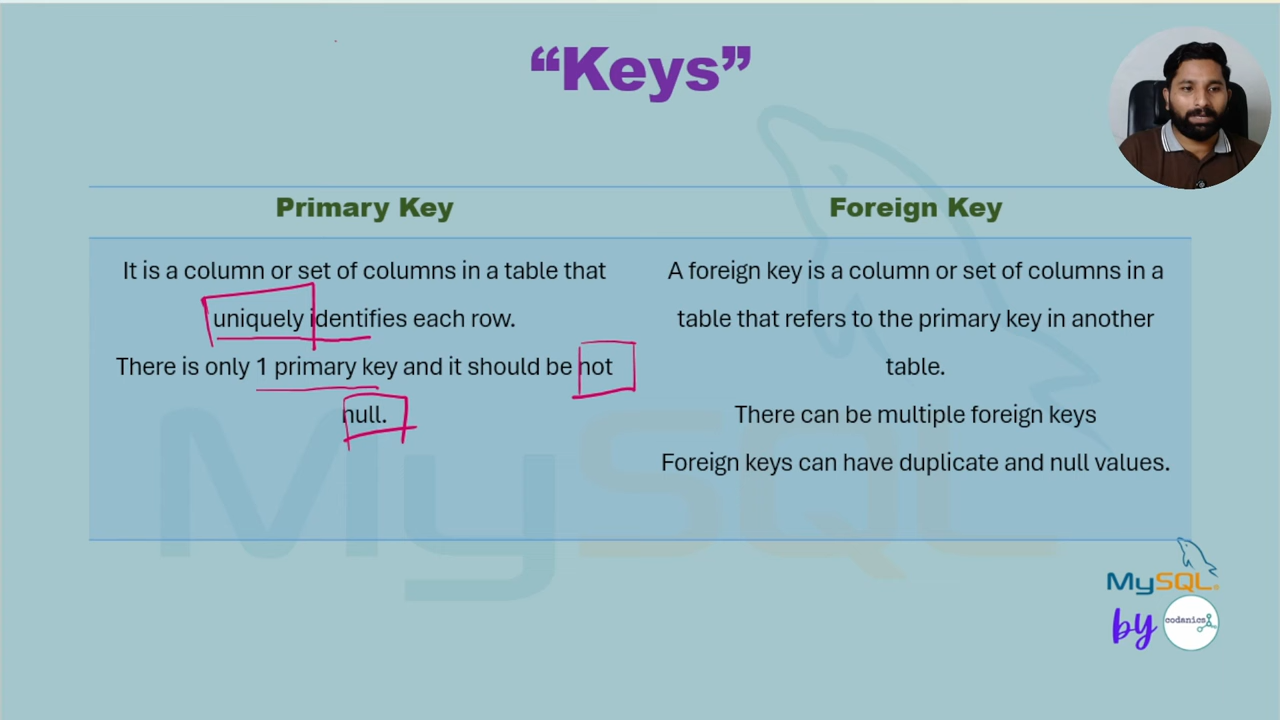 “Keys”
Primary Key
It is a column or set of columns in a table that
uniquely identifies each row.
There is only 1 primary key and it should be not
null.
Foreign Key
A foreign key is a column or set of columns in a
table that refers to the primary key in another
table.
There can be multiple foreign keys
Foreign keys can have duplicate and null values.
MySQL
MySQL®
by
codanics